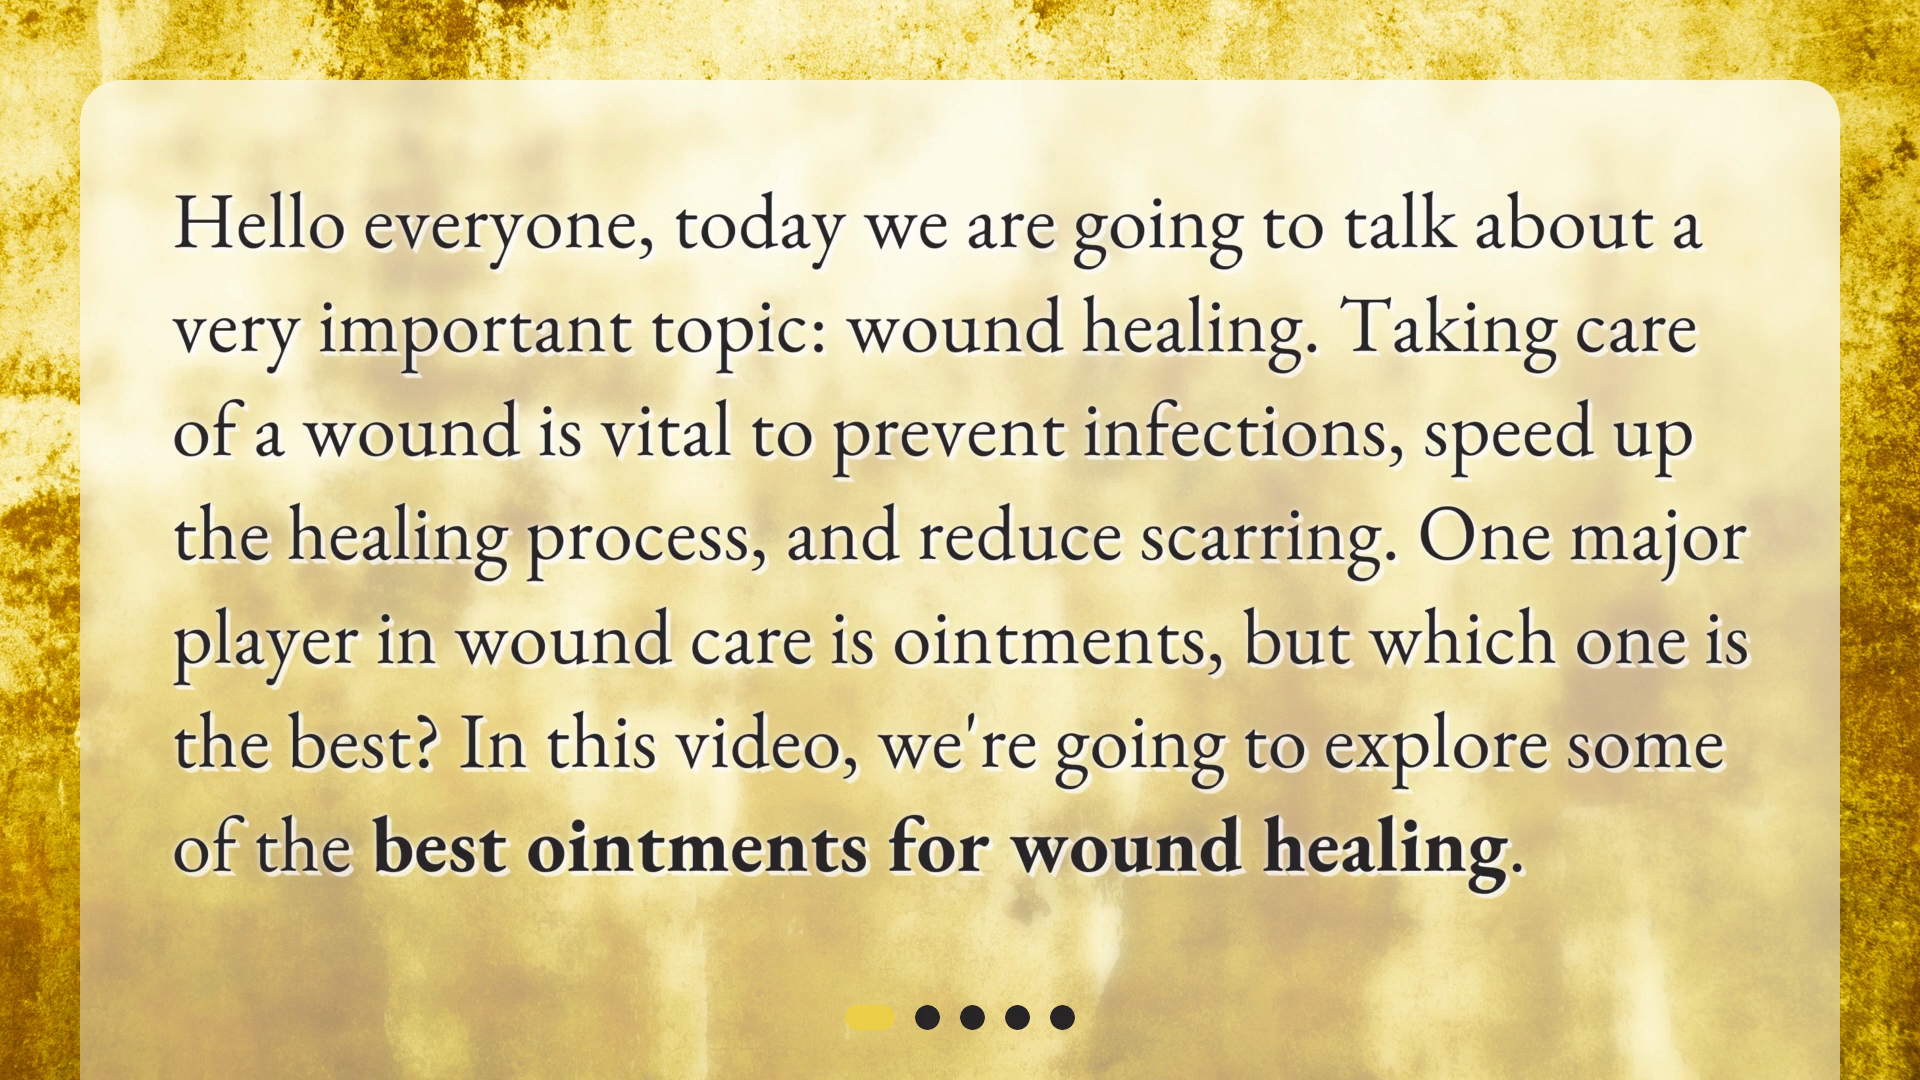 Hello everyone, today we are going to talk about a
very important topic: wound healing. Taking care
of a wound is vital to prevent infections, speed up
the healing process, and reduce scarring. One major
player in wound care is ointments, but which one is
the best? In this video, we're going to explore some
of the best ointments for wound healing.